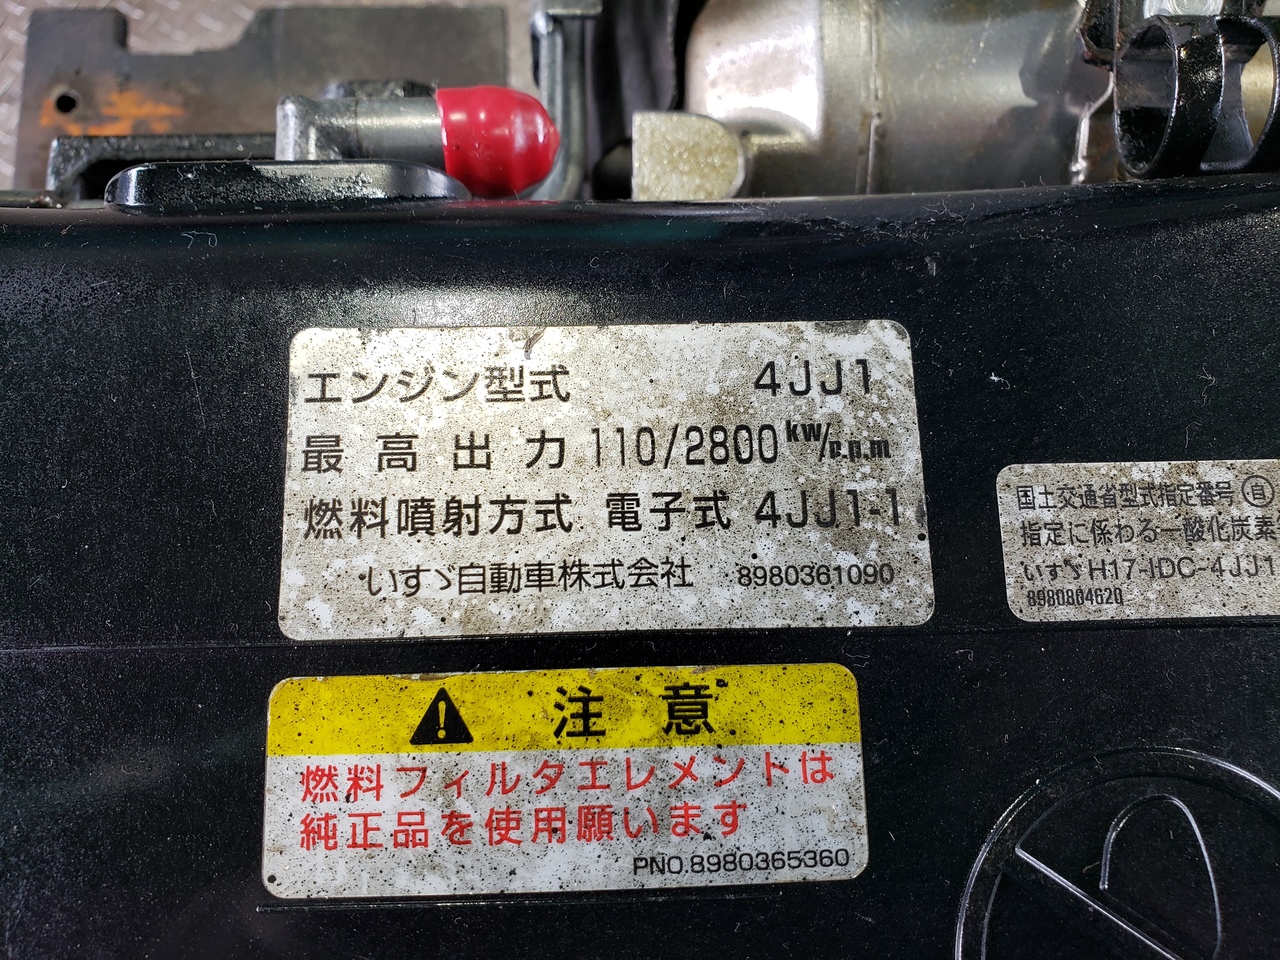 エンジン型式 4JJ1
最高出力 110/2800 kw/r.p.m
燃料噴射方式 電子式 4JJ1-1
いすゞ自動車株式会社 8980361090
国土交通省型式指定番号 自
指定に係わる一酸化炭素
いすゞH17-IDC-4JJ1
8980804620
注意
燃料フィルタエレメントは
純正品を使用願います
PNO.8980365360